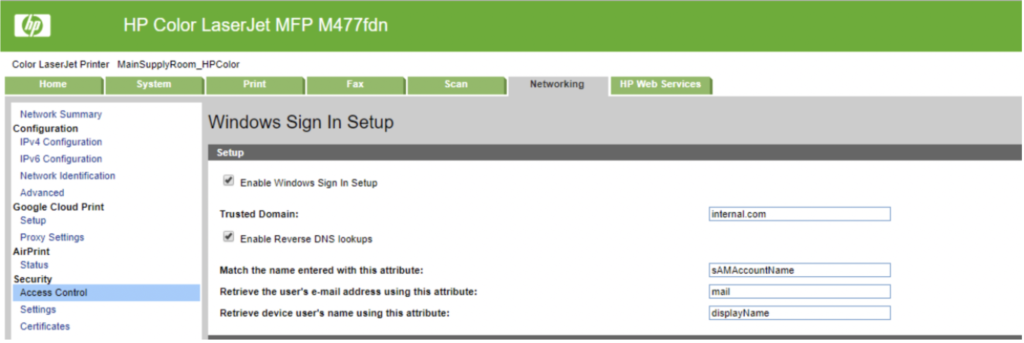 hp HP Color LaserJet MFP M477fdn
Color LaserJet Printer MainSupplyRoom_HPColor
Home System Print Fax Scan Networking HP Web Services
Network Summary
Configuration
IPv4 Configuration
IPv6 Configuration
Network Identification
Advanced
Google Cloud Print
Setup
Proxy Settings
AirPrint
Status
Security
Access Control
Settings
Certificates
Windows Sign In Setup
Setup
Enable Windows Sign In Setup
Trusted Domain: internal.com
Enable Reverse DNS lookups
Match the name entered with this attribute: sAMAccountName
Retrieve the user's e-mail address using this attribute: mail
Retrieve device user's name using this attribute: displayName